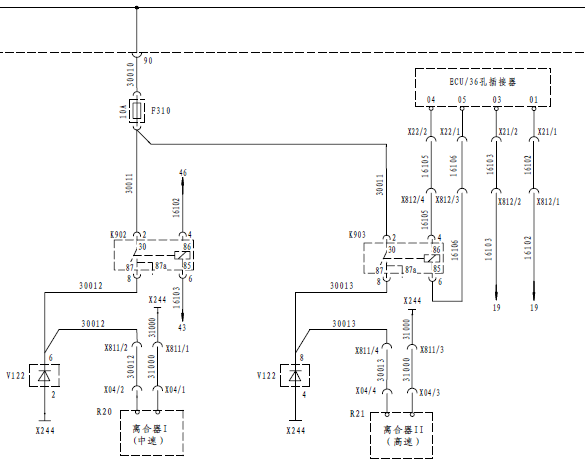 90
30010
ECU/36孔插接器
04 05 03 01
10A
F310
X22/2 X22/1 X21/2 X21/1
46
16105 16106 16103 16102
30011 16102 30011
X812/4 X812/3 X812/2 X812/1
16105
K902 2 4
K903 2 4
30 86
30 86
16106 16103 16102
87 87a 85
87 87a 85
8 6
8 6
30012 16103 30013
X244 X244
19 19
30012 31000 43 30013 31000
6 X811/2 X811/1
8 X811/4 X811/3
V122 30012 31000
V122 30013 31000
2 X04/2 X04/1
4 X04/4 X04/3
R20 R21
X244 离合器I
(中速)
X244 离合器II
(高速)